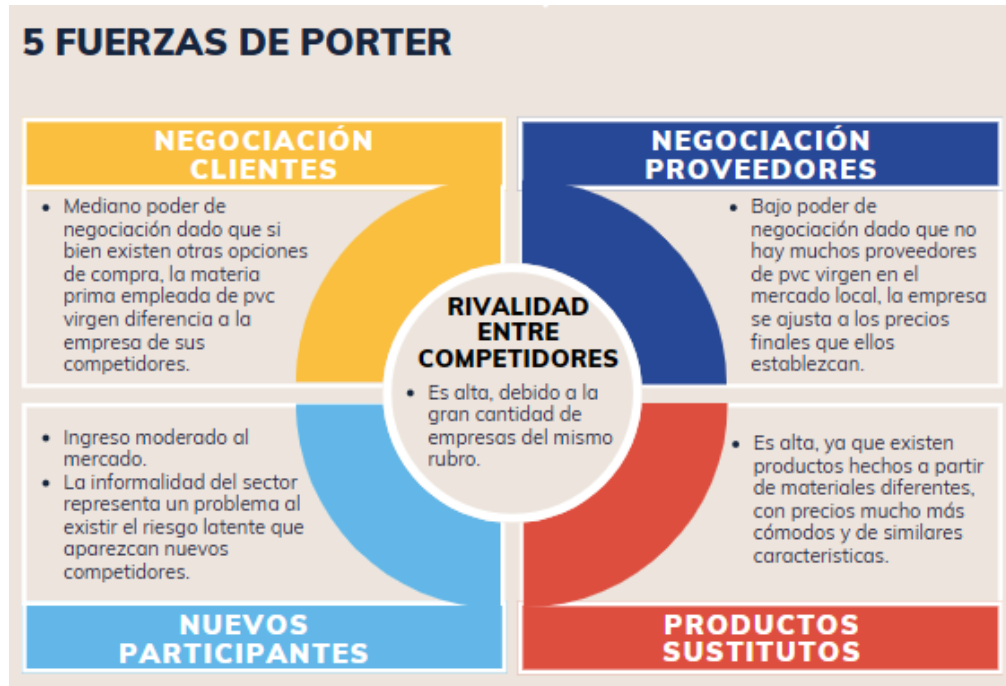 5 FUERZAS DE PORTER
NEGOCIACIÓN
CLIENTES
• Mediano poder de
negociación dado que si
bien existen otras opciones
de compra, la materia
prima empleada de pvc
virgen diferencia a la
empresa de sus
competidores.
NEGOCIACIÓN
PROVEEDORES
• Bajo poder de
negociación dado que no
hay muchos proveedores
de pvc virgen en el
mercado local, la empresa
se ajusta a los precios
finales que ellos
establezcan.
RIVALIDAD
ENTRE
COMPETIDORES
• Es alta, debido a la
gran cantidad de
empresas del mismo
rubro.
• Ingreso moderado al
mercado.
• La informalidad del sector
representa un problema al
existir el riesgo latente que
aparezcan nuevos
competidores.
NUEVOS
PARTICIPANTES
• Es alta, ya que existen
productos hechos a partir
de materiales diferentes,
con precios mucho más
cómodos y de similares
caracteristicas.
PRODUCTOS
SUSTITUTOS